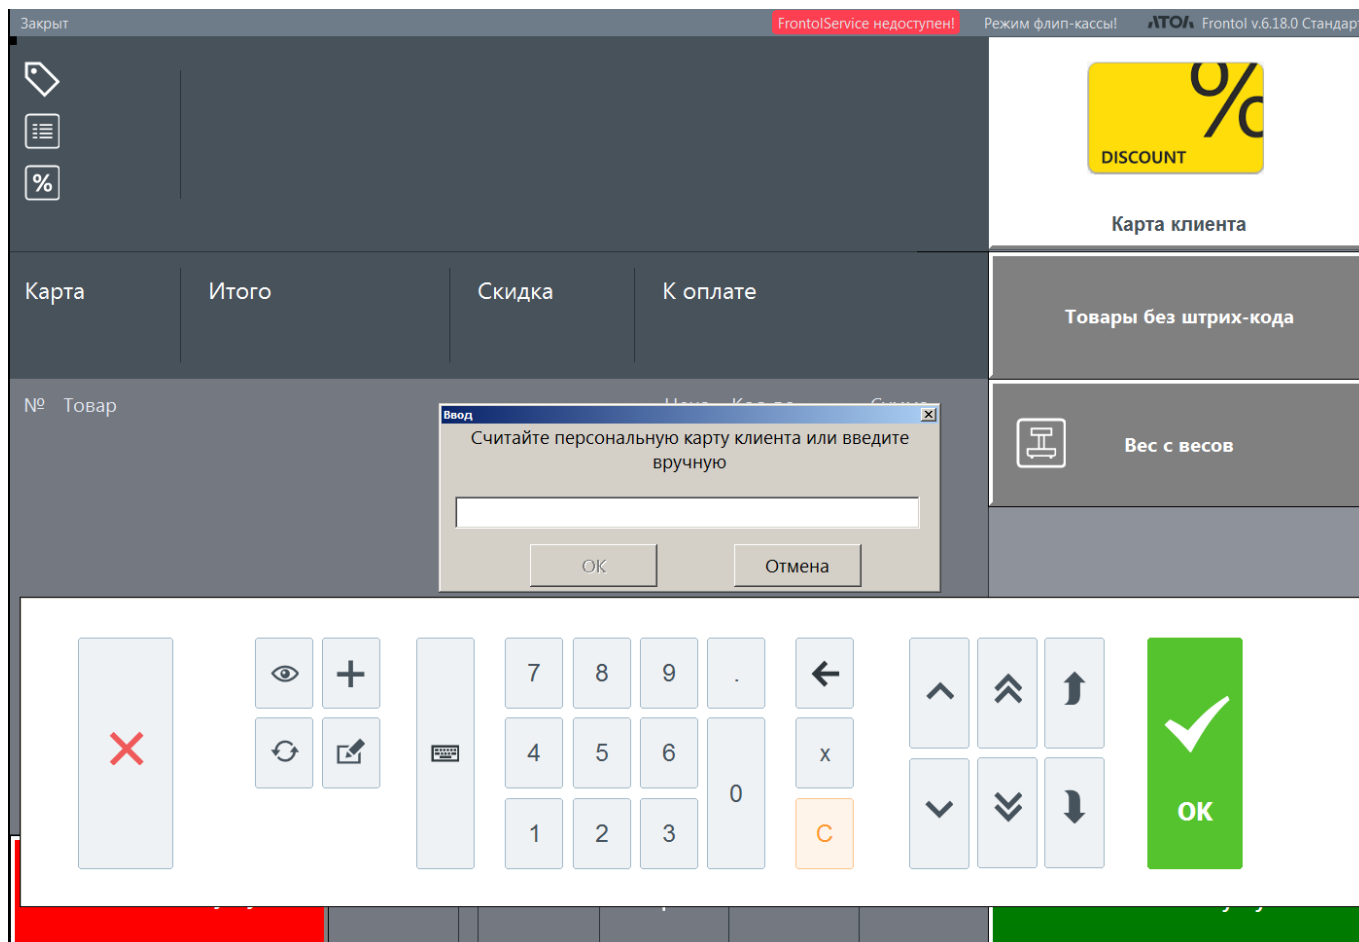 Закрыт
FrontolService недоступен!
Режим флип-кассы!
АТОЛ Frontol v.6.18.0 Стандарт
%
DISCOUNT
Карта клиента
%
Карта
Итого
Скидка
К оплате
Товары без штрих-кода
№ Товар
Ввод
Считайте персональную карту клиента или введите
вручную
Вес с весов
OK
Отмена
7 8 9 .
4 5 6 x
0
1 2 3 C
OK